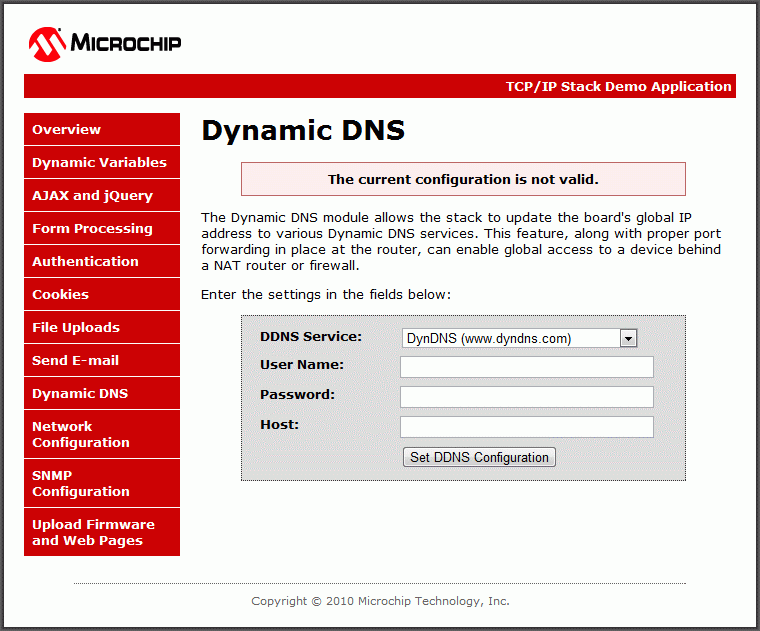 MICROCHIP
TCP/IP Stack Demo Application
Overview
Dynamic Variables
AJAX and jQuery
Form Processing
Authentication
Cookies
File Uploads
Send E-mail
Dynamic DNS
Network
Configuration
SNMP
Configuration
Upload Firmware
and Web Pages
Dynamic DNS
The current configuration is not valid.
The Dynamic DNS module allows the stack to update the board's global IP
address to various Dynamic DNS services. This feature, along with proper port
forwarding in place at the router, can enable global access to a device behind
a NAT router or firewall.
Enter the settings in the fields below:
DDNS Service: DynDNS (www.dyndns.com)
User Name:
Password:
Host:
Set DDNS Configuration
Copyright © 2010 Microchip Technology, Inc.